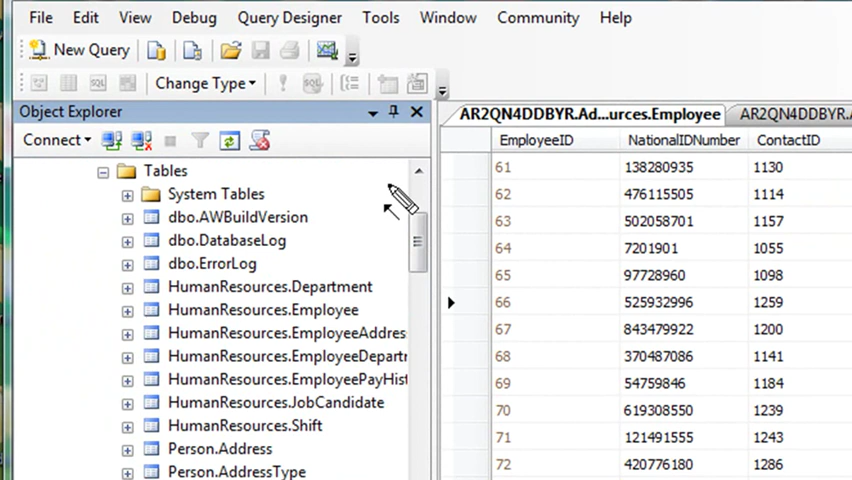 File Edit View Debug Query Designer Tools Window Community Help
New Query
SQL Change Type SQL
Object Explorer
AR2QN4DDBYR.Ad...urces.Employee AR2QN4DDBYR.A
Connect
EmployeeID NationalIDNumber ContactID
Tables
61 138280935 1130
System Tables
62 476115505 1114
dbo.AWBuildVersion
63 502058701 1157
dbo.DatabaseLog
64 7201901 1055
dbo.ErrorLog
65 97728960 1098
HumanResources.Department
66 525932996 1259
HumanResources.Employee
67 843479922 1200
HumanResources.EmployeeAddres
68 370487086 1141
HumanResources.EmployeeDepart
69 54759846 1184
HumanResources.EmployeePayHist
70 619308550 1239
HumanResources.JobCandidate
71 121491555 1243
HumanResources.Shift
72 420776180 1286
Person.Address
Person.AddressType